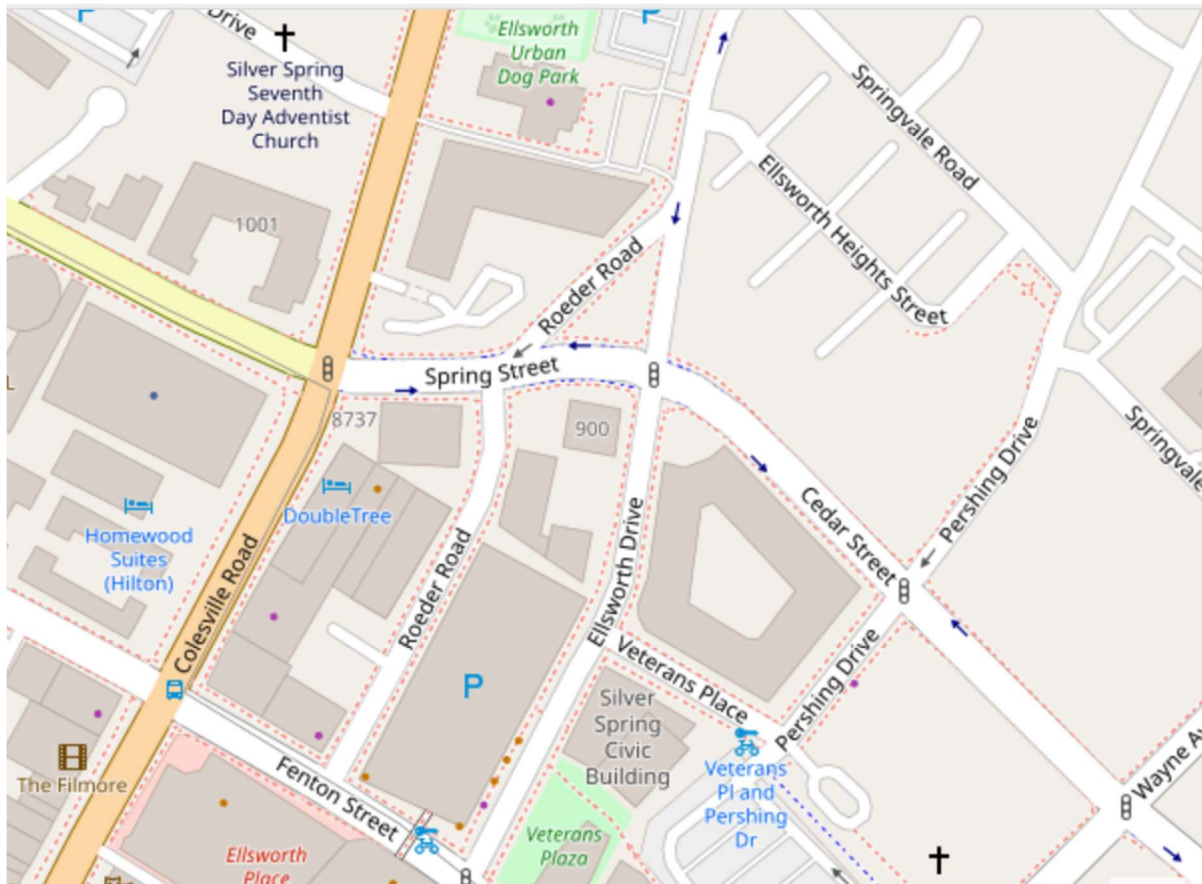 Drive
P
P
Silver Spring
Seventh
Day Adventist
Church
Ellsworth
Urban
Dog Park
Springvale Road
Ellsworth Heights Street
1001
Roeder Road
Spring Street
8737
900
L
DoubleTree
Homewood
Suites
(Hilton)
Colesville Road
Roeder Road
Ellsworth Drive
Cedar Street
Pershing Drive
Springvale
Veterans Place
Pershing Drive
P
Silver
Spring
Civic
Building
Veterans
Pl and
Pershing
Dr
Wayne Av
The Filmore
Fenton Street
Veterans
Plaza
Ellsworth
Place